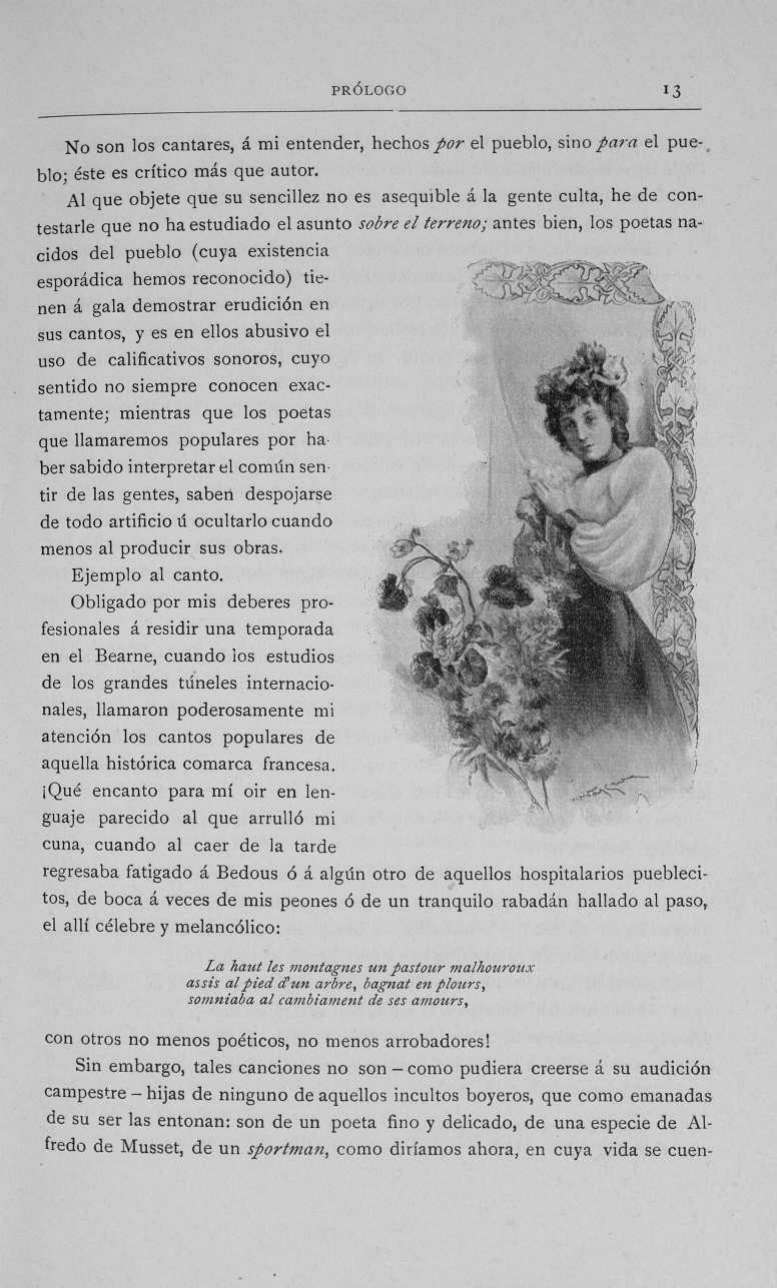 PRÓLOGO 13
No son los cantares, á mi entender, hechos por el pueblo, sino para el pue-
blo; éste es crítico más que autor.
Al que objete que su sencillez no es asequible á la gente culta, he de con-
testarle que no ha estudiado el asunto sobre el terreno; antes bien, los poetas na-
cidos del pueblo (cuya existencia
esporádica hemos reconocido) tie-
nen á gala demostrar erudición en
sus cantos, y es en ellos abusivo el
uso de calificativos sonoros, cuyo
sentido no siempre conocen exac-
tamente; mientras que los poetas
que llamaremos populares por ha-
ber sabido interpretar el común sen-
tir de las gentes, saben despojarse
de todo artificio ú ocultarlo cuando
menos al producir sus obras.
Ejemplo al canto.
Obligado por mis deberes pro-
fesionales á residir una temporada
en el Bearne, cuando los estudios
de los grandes túneles internacio-
nales, llamaron poderosamente mi
atención los cantos populares de
aquella histórica comarca francesa.
¡Qué encanto para mí oir en len-
guaje parecido al que arrulló mi
cuna, cuando al caer de la tarde
regresaba fatigado á Bedous ó á algún otro de aquellos hospitalarios puebleci-
tos, de boca á veces de mis peones ó de un tranquilo rabadán hallado al paso,
el allí célebre y melancólico:
La haut les montagnes un pastour malhouroux
assis al pied d'un arbre, bagnat en plours,
somniaba al cambiament de ses amours,
con otros no menos poéticos, no menos arrobadores!
Sin embargo, tales canciones no son – como pudiera creerse á su audición
campestre – hijas de ninguno de aquellos incultos boyeros, que como emanadas
de su ser las entonan: son de un poeta fino y delicado, de una especie de Al-
fredo de Musset, de un sportman, como diríamos ahora, en cuya vida se cuen-